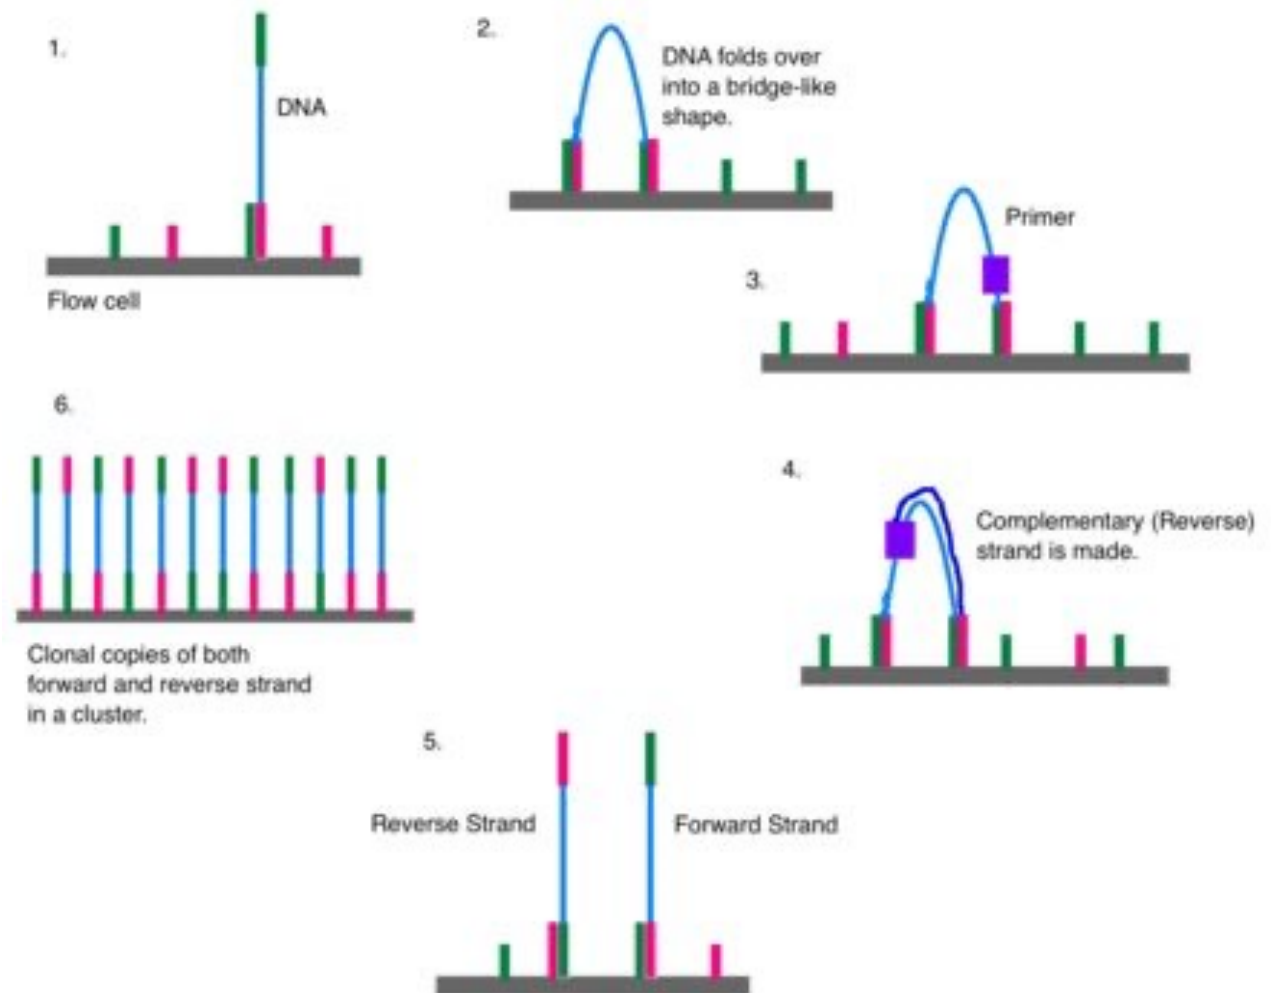 1.
DNA
Flow cell
2.
DNA folds over
into a bridge-like
shape.
3.
Primer
4.
Complementary (Reverse)
strand is made.
5.
Reverse Strand
Forward Strand
6.
Clonal copies of both
forward and reverse strand
in a cluster.